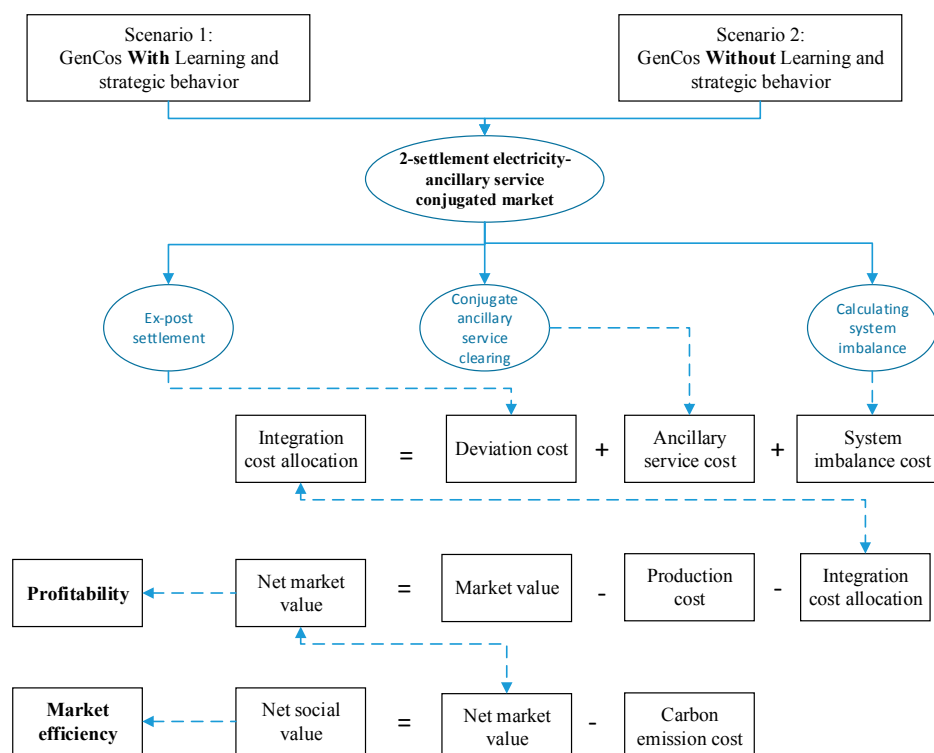 Scenario 1:
GenCos With Learning and
strategic behavior
Scenario 2:
GenCos Without Learning and
strategic behavior
2-settlement electricity-
ancillary service
conjugated market
Ex-post
settlement
Conjugate
ancillary
service
clearing
Calculating
system
imbalance
Integration
cost allocation
=
Deviation cost
+
Ancillary
service cost
+
System
imbalance cost
Profitability
Net market
value
=
Market value
-
Production
cost
-
Integration
cost allocation
Market
efficiency
Net social
value
=
Net market
value
-
Carbon
emission cost